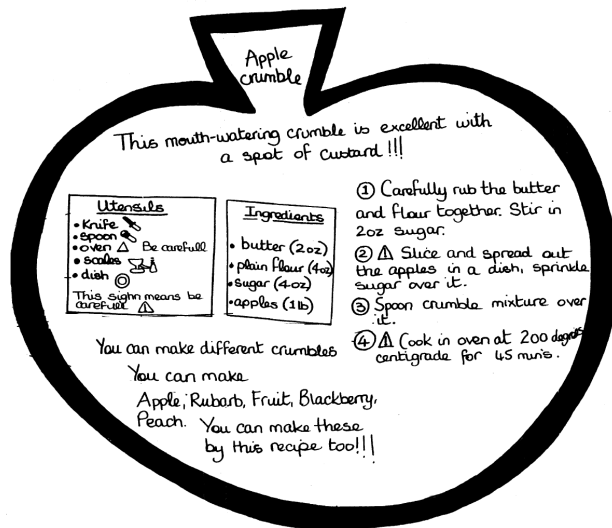 Apple
crumble
This mouth-watering crumble is excellent with
a spot of custard !!!
Utensils
• Knife
• spoon
• oven ⚠ Be carefull
• scales
• dish
This sighn means be
carefull ⚠
Ingredients
• butter (2oz)
• plain flour (4oz)
• sugar (4oz)
• apples (1lb)
① Carefully rub the butter
and flour together. Stir in
2oz sugar.
② ⚠ Slice and spread out
the apples in a dish, sprinkle
sugar over it.
③ Spoon crumble mixture over
it.
④ ⚠ Cook in oven at 200 degrees
centigrade for 45 mins.
You can make different crumbles
You can make
Apple, Rubarb, Fruit, Blackberry,
Peach. You can make these
by this recipe too!!!